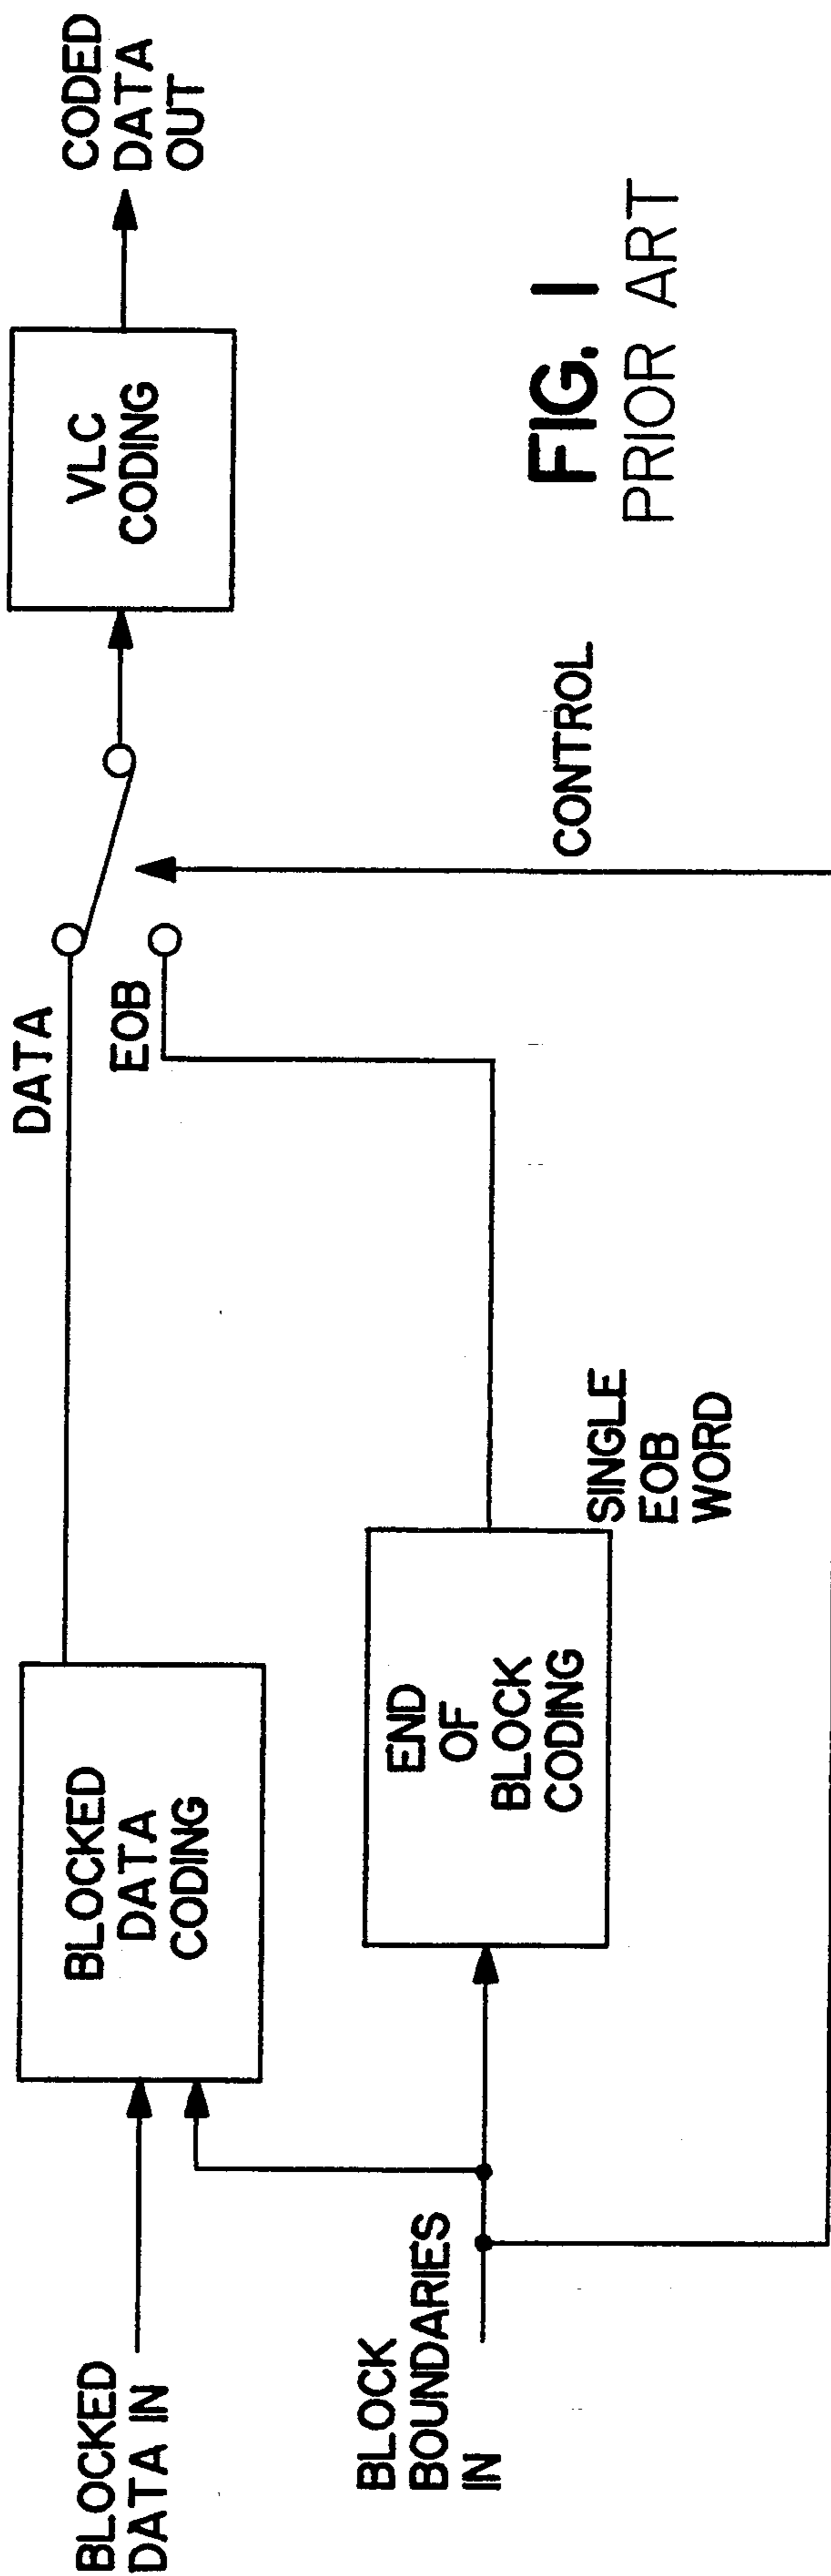 BLOCKED
DATA IN
BLOCKED
DATA
CODING
DATA
EOB
VLC
CODING
CODED
DATA
OUT
BLOCK
BOUNDARIES
IN
END
OF
BLOCK
CODING
SINGLE
EOB
WORD
CONTROL
FIG. 1
PRIOR ART